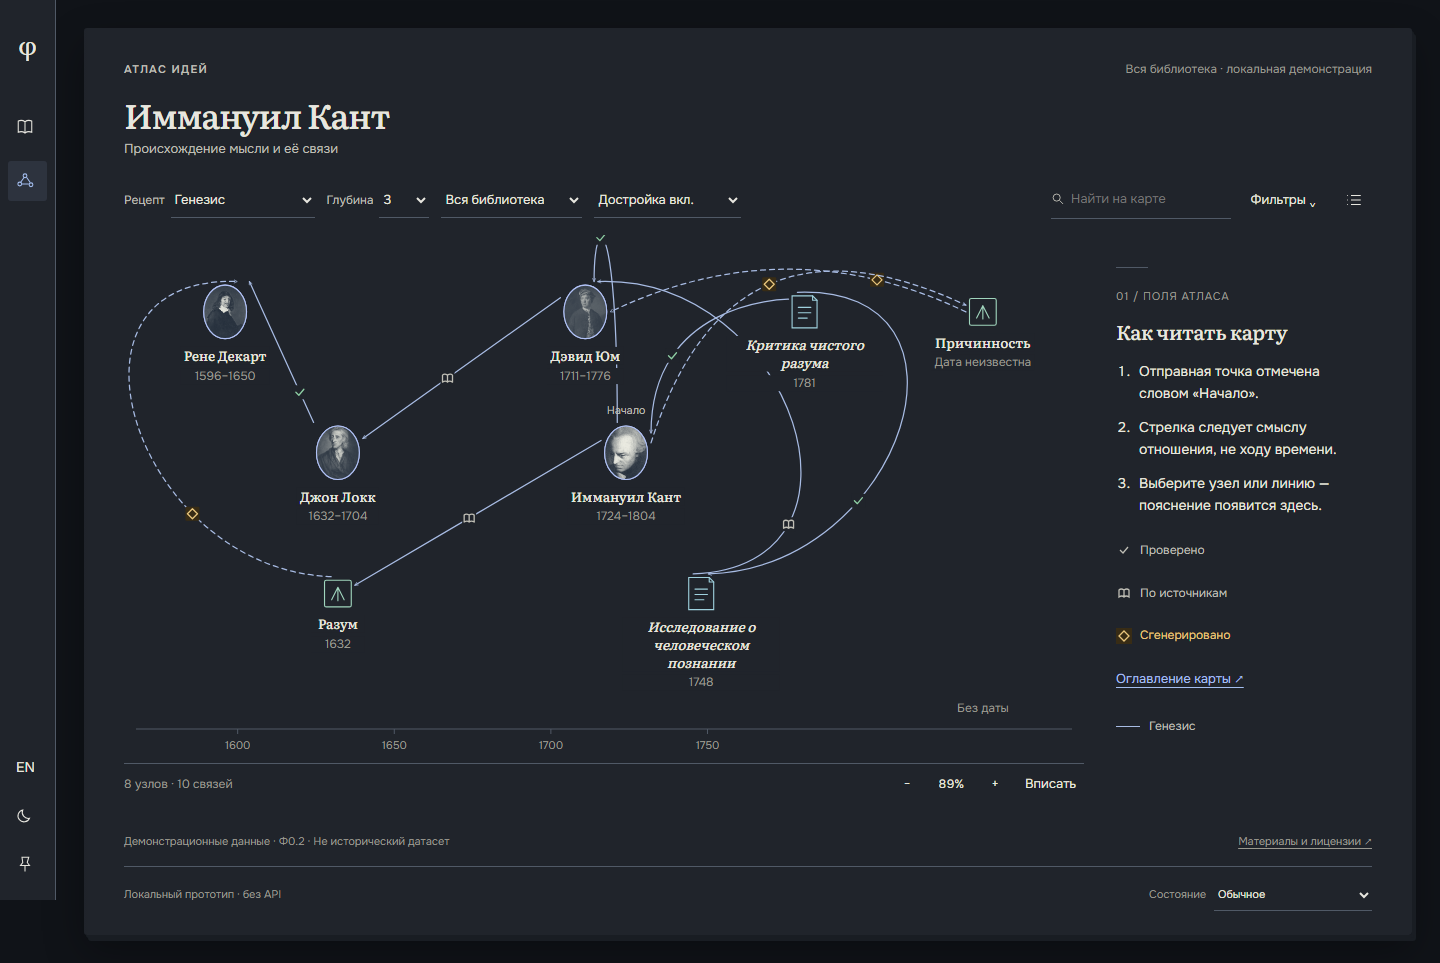 φ
АТЛАС ИДЕЙ
Вся библиотека · локальная демонстрация
Иммануил Кант
Происхождение мысли и её связи
Рецепт Генезис Глубина 3 Вся библиотека Достройка вкл. Найти на карте Фильтры
Рене Декарт
1596–1650
Дэвид Юм
1711–1776
Критика чистого
разума
1781
Причинность
Дата неизвестна
Начало
Джон Локк
1632–1704
Иммануил Кант
1724–1804
Разум
1632
Исследование о
человеческом
познании
1748
Без даты
1600 1650 1700 1750
8 узлов · 10 связей
− 89% + Вписать
01 / ПОЛЯ АТЛАСА
Как читать карту
1. Отправная точка отмечена
словом «Начало».
2. Стрелка следует смыслу
отношения, не ходу времени.
3. Выберите узел или линию —
пояснение появится здесь.
Проверено
По источникам
Сгенерировано
Оглавление карты ↗
Генезис
EN
Демонстрационные данные · Ф0.2 · Не исторический датасет
Материалы и лицензии ↗
Локальный прототип · без API
Состояние Обычное